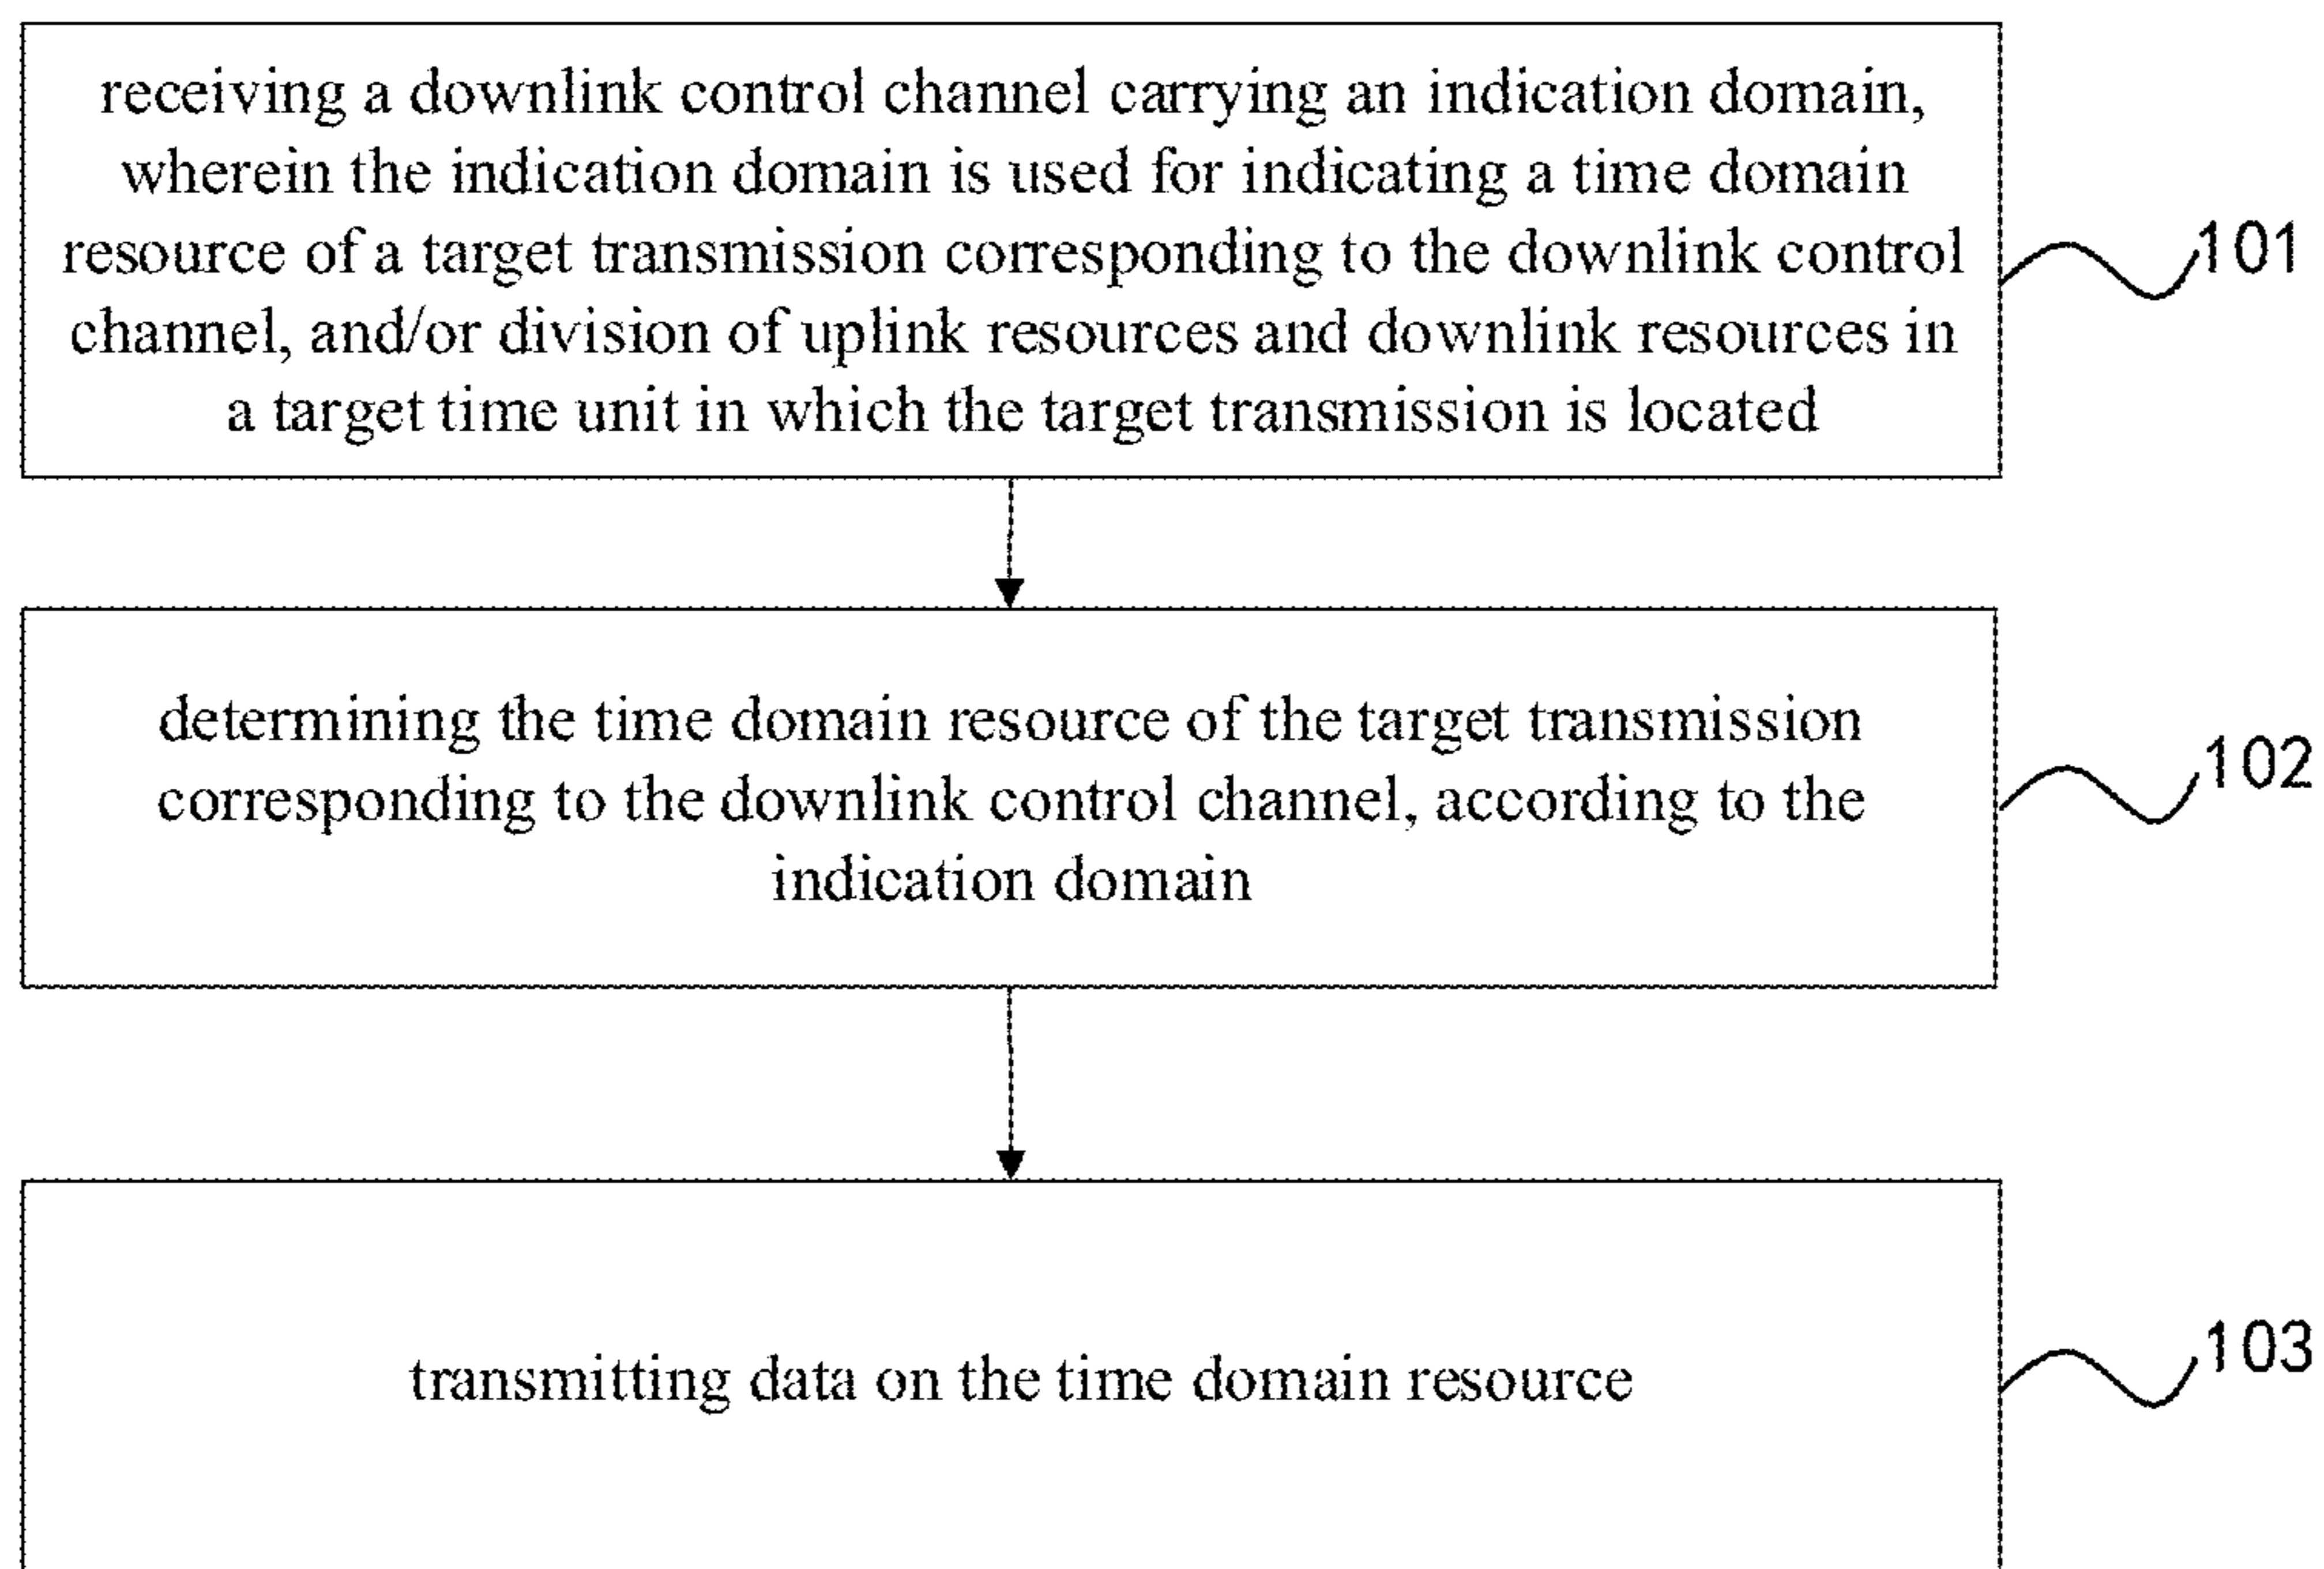 receiving a downlink control channel carrying an indication domain,
wherein the indication domain is used for indicating a time domain
resource of a target transmission corresponding to the downlink control
channel, and/or division of uplink resources and downlink resources in
a target time unit in which the target transmission is located
101
determining the time domain resource of the target transmission
corresponding to the downlink control channel, according to the
indication domain
102
transmitting data on the time domain resource
103